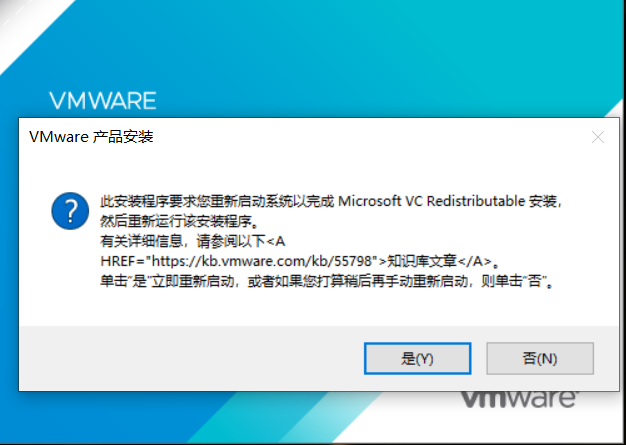 VMWARE
VMware 产品安装
此安装程序要求您重新启动系统以完成 Microsoft VC Redistributable 安装，
然后重新运行该安装程序。
有关详细信息，请参阅以下<A
HREF="https://kb.vmware.com/kb/55798">知识库文章</A>。
单击“是”立即重新启动，或者如果您打算稍后再手动重新启动，则单击“否”。
是(Y)
否(N)
vmware®